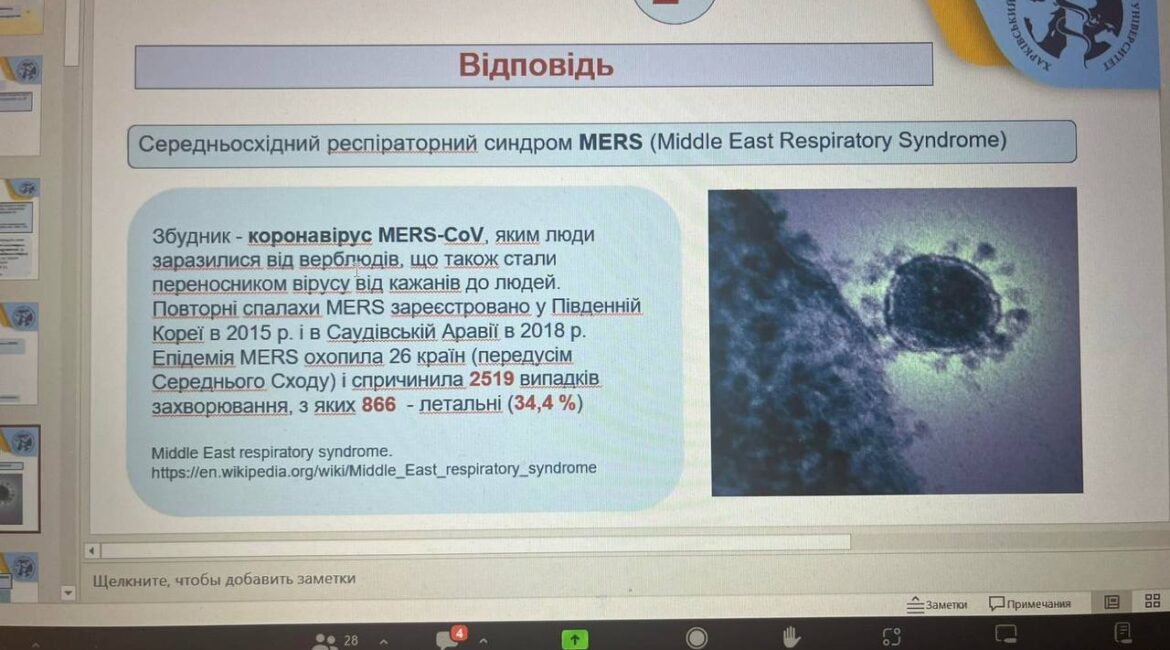 ХАРКІВСЬКИЙ
УНІВЕРСИТЕТ
Відповідь
Середньосхідний респіраторний синдром MERS (Middle East Respiratory Syndrome)
Збудник - коронавірус MERS-CoV, яким люди
заразилися від верблюдів, що також стали
переносником вірусу від кажанів до людей.
Повторні спалахи MERS зареєстровано у Південній
Кореї в 2015 р. і в Саудівській Аравії в 2018 р.
Епідемія MERS охопила 26 країн (передусім
Середнього Сходу) і спричинила 2519 випадків
захворювання, з яких 866 - летальні (34,4 %)
Middle East respiratory syndrome.
https://en.wikipedia.org/wiki/Middle_East_respiratory_syndrome
Щелкните, чтобы добавить заметки
Заметки
Примечания
28
4